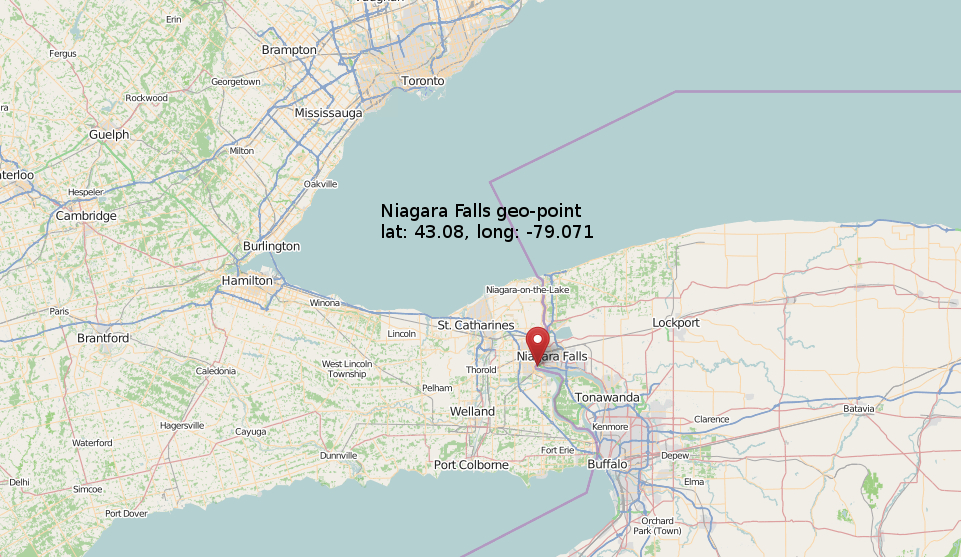 Erin
Brampton
Fergus
Toronto
Georgetown
Rockwood
Mississauga
Guelph
Milton
Oakville
Hespeler
Cambridge
Niagara Falls geo-point
lat: 43.08, long: -79.071
Burlington
Hamilton
Niagara-on-the-Lake
Winona
Paris
St. Catharines
Lockport
Lincoln
Brantford
Niagara Falls
West Lincoln
Township
Thorold
Caledonia
Pelham
Tonawanda
Welland
Batavia
Clarence
Hagersville
Kenmore
Cayuga
Waterford
Fort Erie
Dunnville
Depew
Port Colborne
Buffalo
Delhi
Elma
Simcoe
Port Dover
Orchard
Park (Town)